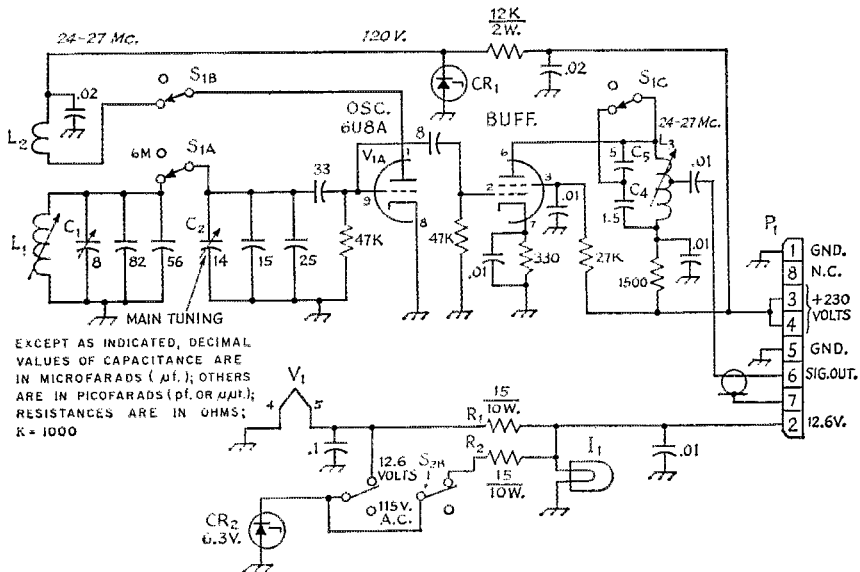 24-27 Mc.
120 V.
12K
2W.
.02
CR1
S1B
.02
L2
OSC.
6U8A
8
BUFF.
S1C
24-27 Mc.
L3
6M
S1A
33
V1A
1
9
8
6
2
3
7
5
C5
C4
1.5
.01
.01
L1
C1
8
82
56
C2
14
15
25
47K
47K
.01
330
27K
1500
.01
MAIN TUNING
P1
1 GND.
8 N.C.
3 +230
4 VOLTS
5 GND.
6 SIG.OUT.
7
2 12.6V.
EXCEPT AS INDICATED, DECIMAL
VALUES OF CAPACITANCE ARE
IN MICROFARADS (µf.); OTHERS
ARE IN PICOFARADS (pf. OR µµf.);
RESISTANCES ARE IN OHMS;
K = 1000
V1
4
5
.1
R1
15
10W.
R2
15
10W.
I1
.01
12.6
VOLTS
115V.
A.C.
CR2
6.3V.